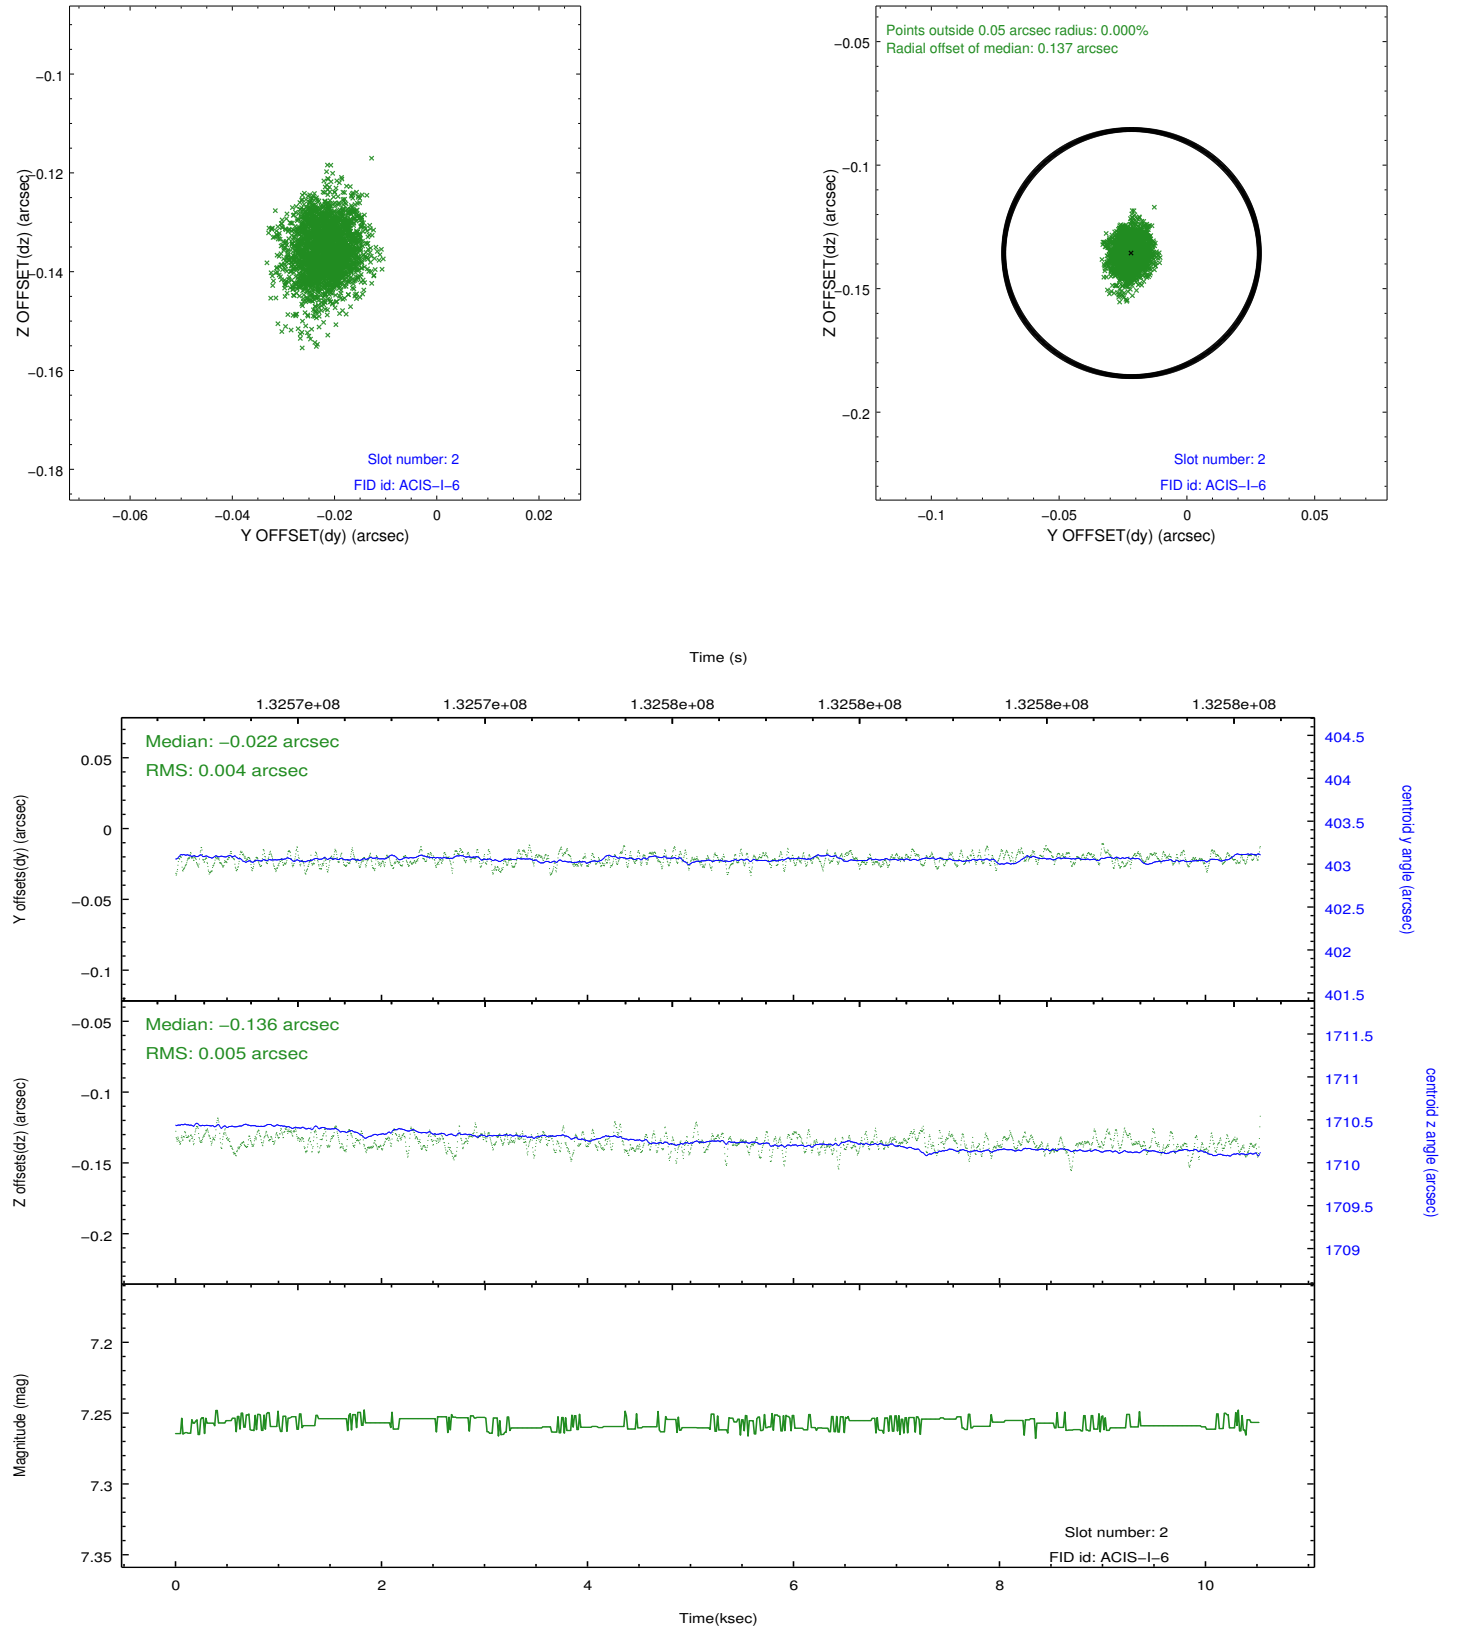 −0.1
−0.12
−0.14
−0.16
−0.18
Z OFFSET(dz) (arcsec)
Slot number: 2
FID id: ACIS−I−6
−0.06 −0.04 −0.02 0 0.02
Y OFFSET(dy) (arcsec)
Points outside 0.05 arcsec radius: 0.000%
Radial offset of median: 0.137 arcsec
−0.05
−0.1
−0.15
−0.2
Z OFFSET(dz) (arcsec)
Slot number: 2
FID id: ACIS−I−6
−0.1 −0.05 0 0.05
Y OFFSET(dy) (arcsec)
Time (s)
1.3257e+08 1.3257e+08 1.3258e+08 1.3258e+08 1.3258e+08 1.3258e+08
Median: −0.022 arcsec
RMS: 0.004 arcsec
0.05
0
−0.05
−0.1
Y offsets(dy) (arcsec)
404.5
404
403.5
403
402.5
402
401.5
centroid y angle (arcsec)
Median: −0.136 arcsec
RMS: 0.005 arcsec
−0.05
−0.1
−0.15
−0.2
Z offsets(dz) (arcsec)
1711.5
1711
1710.5
1710
1709.5
1709
centroid z angle (arcsec)
7.2
7.25
7.3
7.35
Magnitude (mag)
Slot number: 2
FID id: ACIS−I−6
0 2 4 6 8 10
Time(ksec)